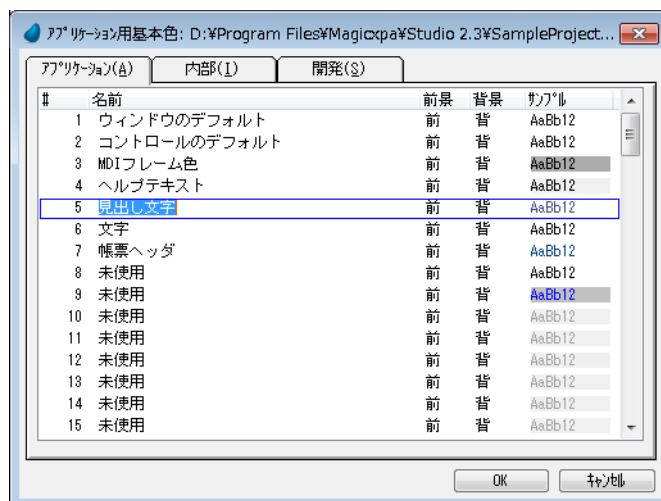 ｱﾌﾟﾘｹｰｼｮﾝ用基本色: D:¥Program Files¥Magicxpa¥Studio 2.3¥SampleProject...
ｱﾌﾟﾘｹｰｼｮﾝ(A) 内部(I) 開発(S)
# 名前 前景 背景 ｻﾝﾌﾟﾙ
1 ウィンドウのデフォルト 前 背 AaBb12
2 コントロールのデフォルト 前 背 AaBb12
3 MDIフレーム色 前 背 AaBb12
4 ヘルプテキスト 前 背 AaBb12
5 見出し文字 前 背 AaBb12
6 文字 前 背 AaBb12
7 帳票ヘッダ 前 背 AaBb12
8 未使用 前 背 AaBb12
9 未使用 前 背 AaBb12
10 未使用 前 背 AaBb12
11 未使用 前 背 AaBb12
12 未使用 前 背 AaBb12
13 未使用 前 背 AaBb12
14 未使用 前 背 AaBb12
15 未使用 前 背 AaBb12
OK ｷｬﾝｾﾙ